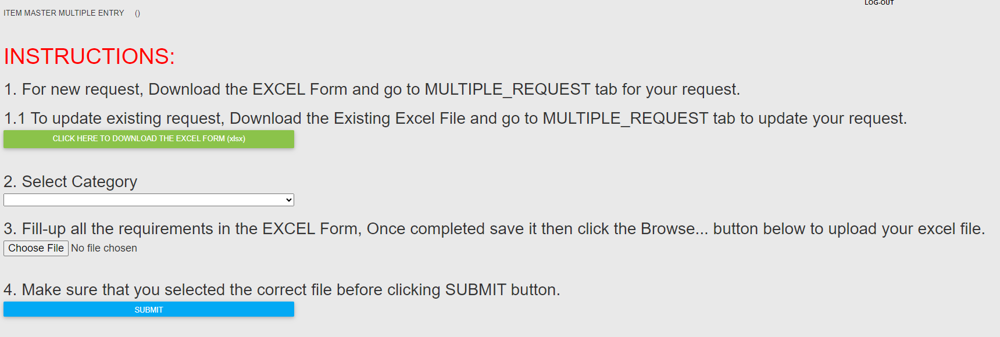 LOG-OUT
ITEM MASTER MULTIPLE ENTRY ()
INSTRUCTIONS:
1. For new request, Download the EXCEL Form and go to MULTIPLE_REQUEST tab for your request.
1.1 To update existing request, Download the Existing Excel File and go to MULTIPLE_REQUEST tab to update your request.
CLICK HERE TO DOWNLOAD THE EXCEL FORM (xlsx)
2. Select Category
3. Fill-up all the requirements in the EXCEL Form, Once completed save it then click the Browse... button below to upload your excel file.
Choose File No file chosen
4. Make sure that you selected the correct file before clicking SUBMIT button.
SUBMIT